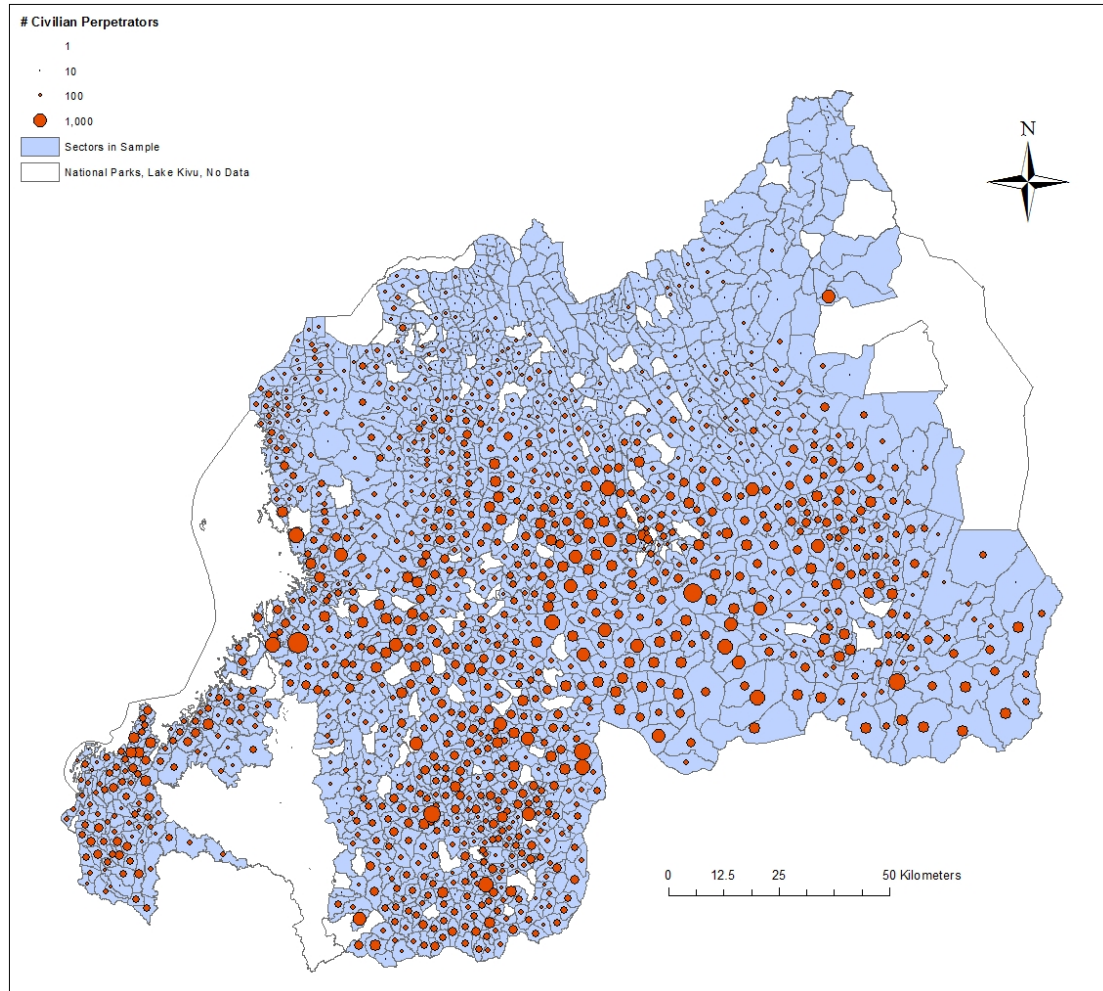 # Civilian Perpetrators
1
10
100
1,000
Sectors in Sample
National Parks, Lake Kivu, No Data
N
0 12.5 25 50 Kilometers